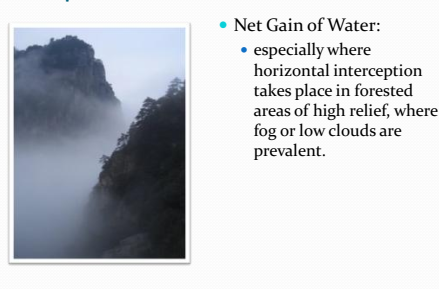 Net Gain of Water:
especially where
horizontal interception
takes place in forested
areas of high relief, where
fog or low clouds are
prevalent.